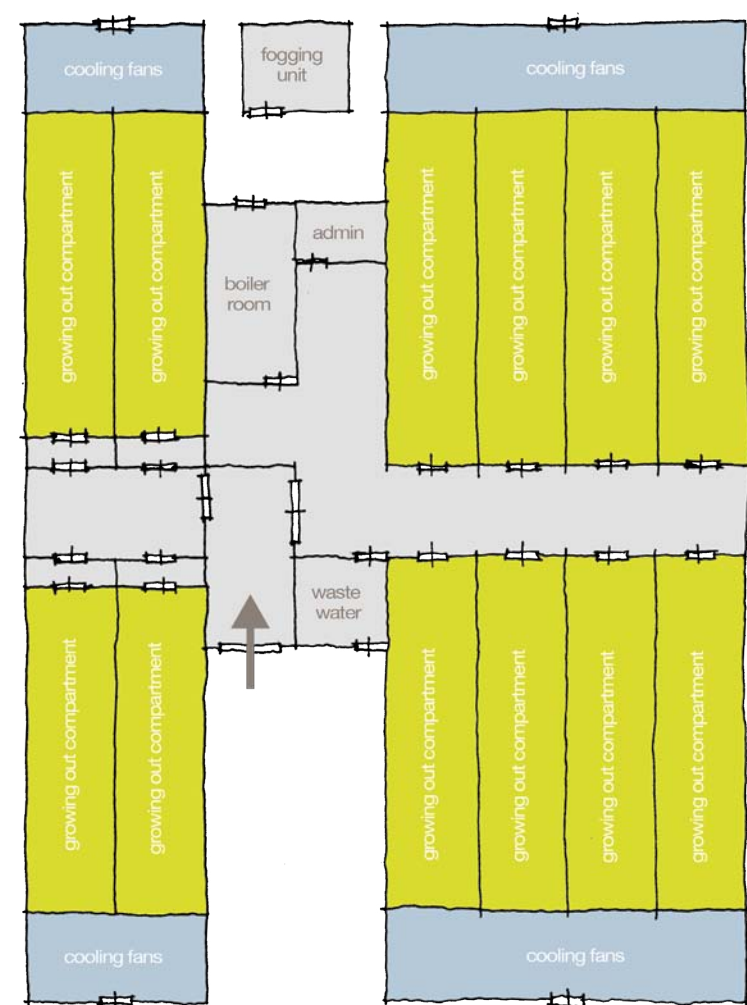 cooling fans
fogging
unit
cooling fans
growing out compartment
growing out compartment
growing out compartment
growing out compartment
growing out compartment
growing out compartment
admin
boiler
room
waste
water
growing out compartment
growing out compartment
growing out compartment
growing out compartment
growing out compartment
growing out compartment
cooling fans
cooling fans